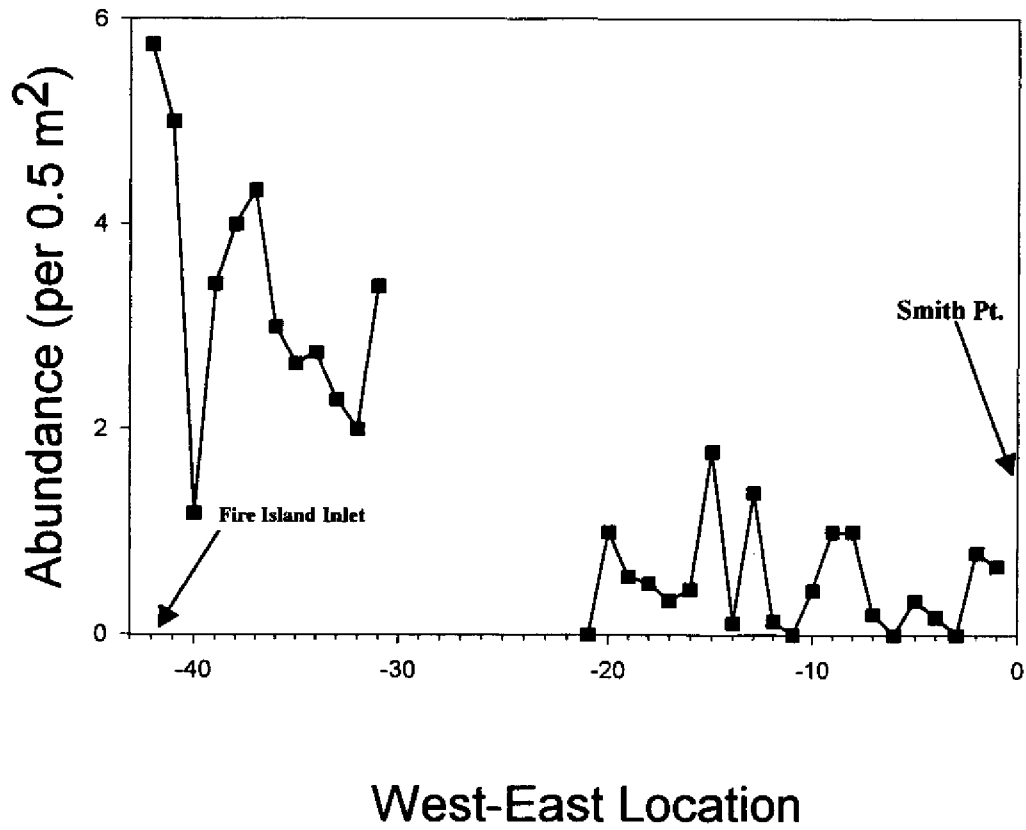 Abundance (per 0.5 m²)
6
4
2
0
Smith Pt.
Fire Island Inlet
-40
-30
-20
-10
0
West-East Location